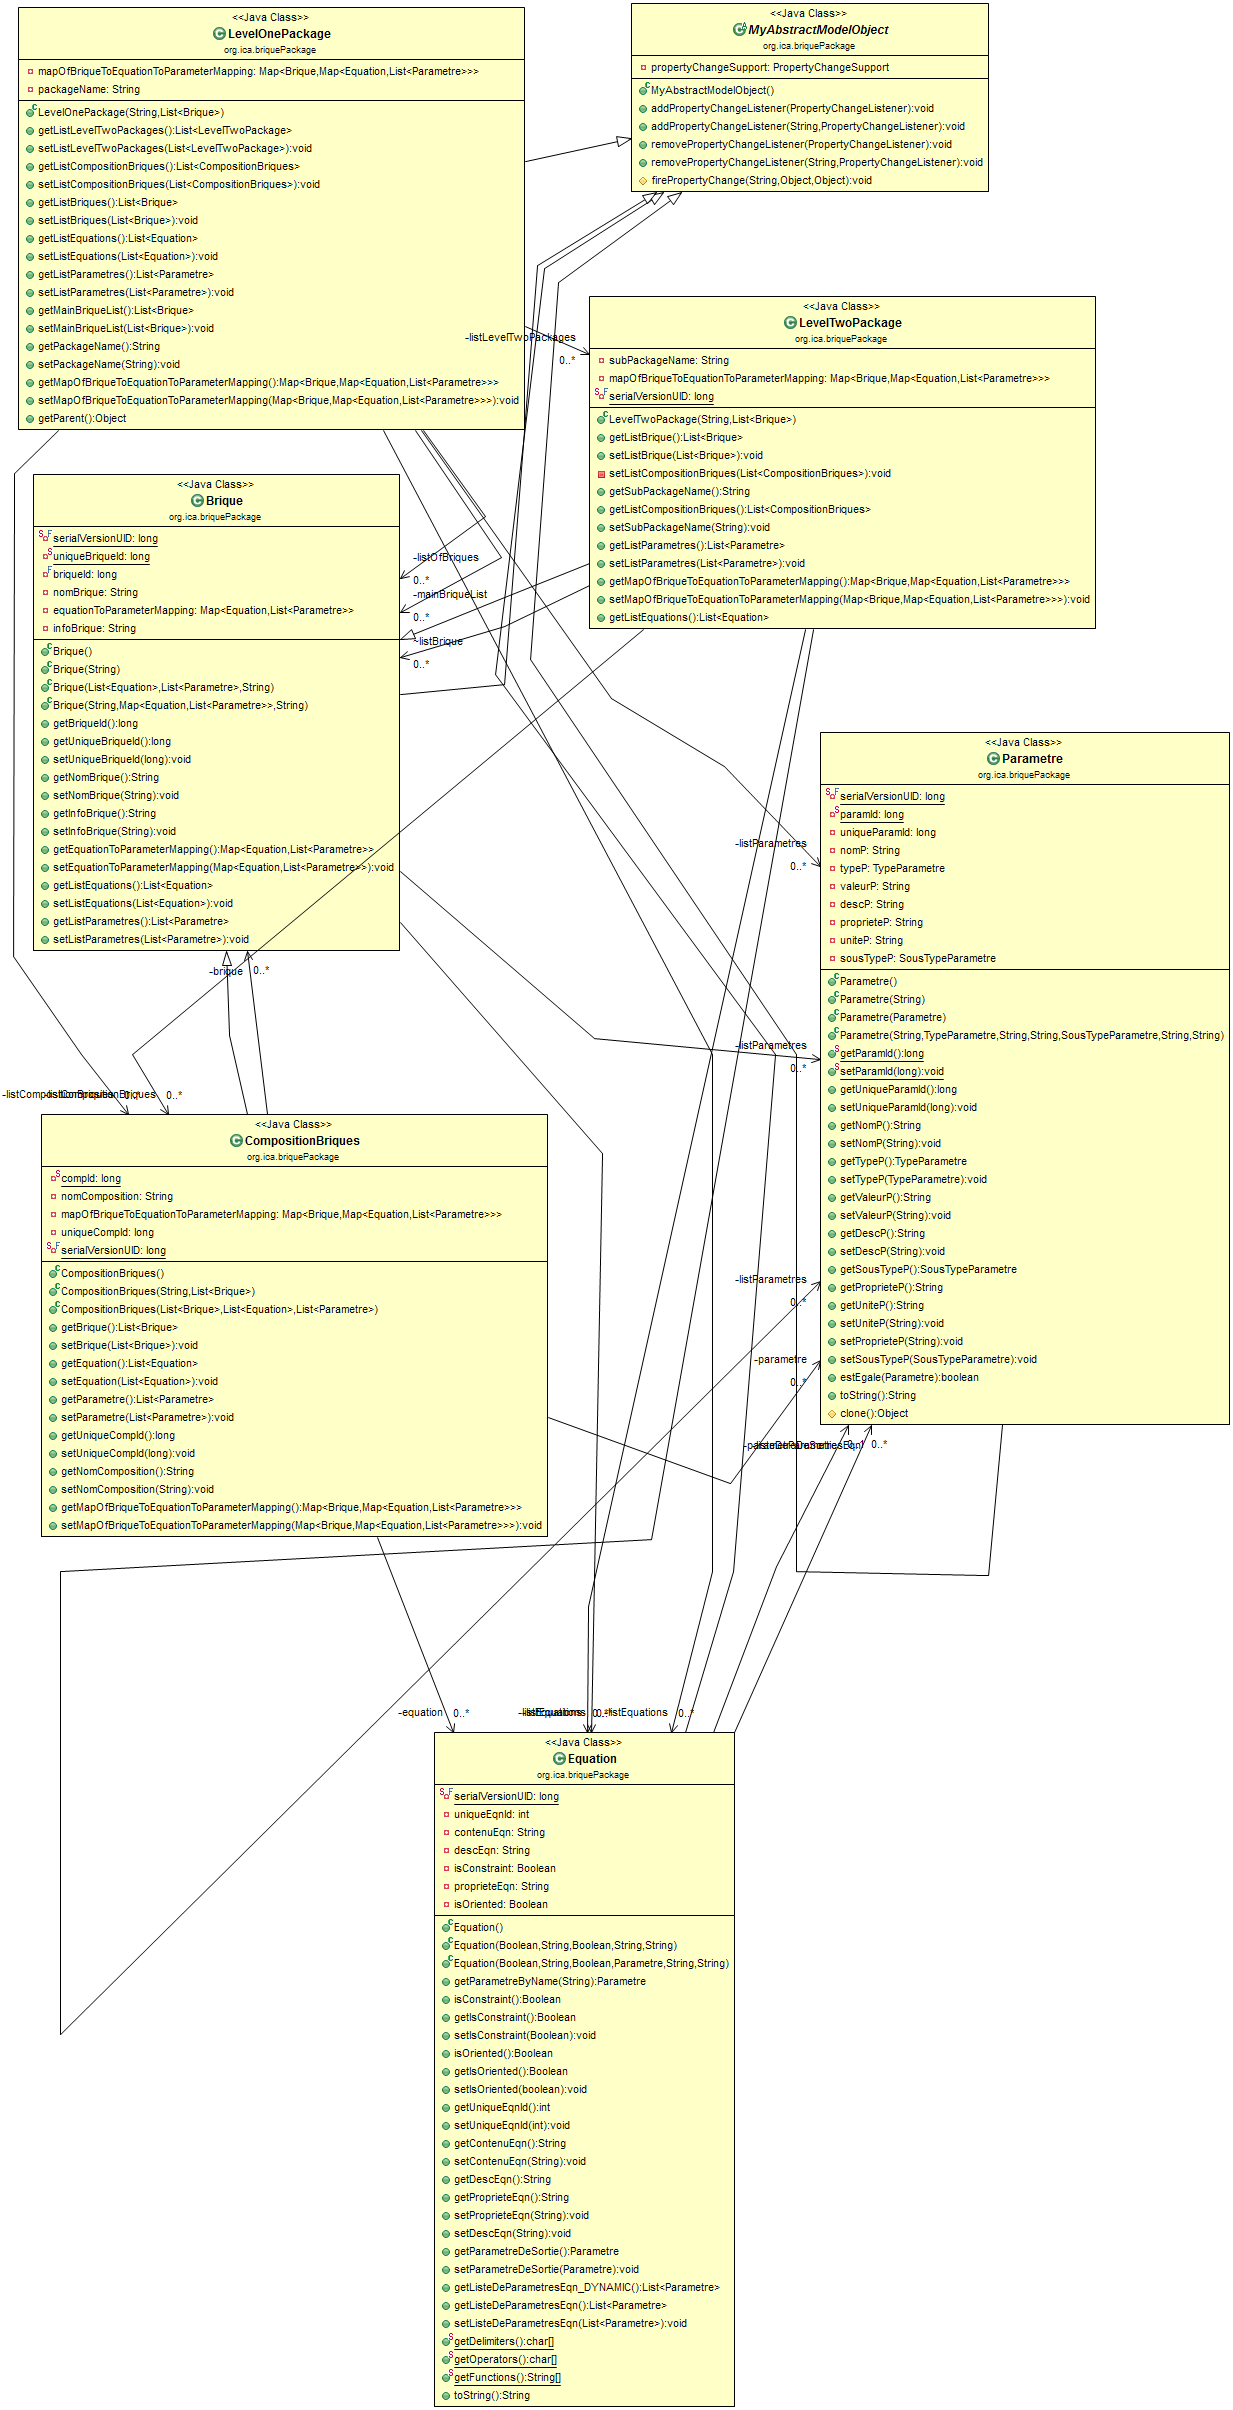 <<Java Class>>
LevelOnePackage
org.ica.briquePackage
mapOfBriqueToEquationToParameterMapping: Map<Brique,Map<Equation,List<Parametre>>>
packageName: String
LevelOnePackage(String,List<Brique>)
getListLevelTwoPackages():List<LevelTwoPackage>
setListLevelTwoPackages(List<LevelTwoPackage>):void
getListCompositionBriques():List<CompositionBriques>
setListCompositionBriques(List<CompositionBriques>):void
getListBriques():List<Brique>
setListBriques(List<Brique>):void
getListEquations():List<Equation>
setListEquations(List<Equation>):void
getListParametres():List<Parametre>
setListParametres(List<Parametre>):void
getMainBriqueList():List<Brique>
setMainBriqueList(List<Brique>):void
getPackageName():String
setPackageName(String):void
getMapOfBriqueToEquationToParameterMapping():Map<Brique,Map<Equation,List<Parametre>>>
setMapOfBriqueToEquationToParameterMapping(Map<Brique,Map<Equation,List<Parametre>>>):void
getParent():Object
<<Java Class>>
MyAbstractModelObject
org.ica.briquePackage
propertyChangeSupport: PropertyChangeSupport
MyAbstractModelObject()
addPropertyChangeListener(PropertyChangeListener):void
addPropertyChangeListener(String,PropertyChangeListener):void
removePropertyChangeListener(PropertyChangeListener):void
removePropertyChangeListener(String,PropertyChangeListener):void
firePropertyChange(String,Object,Object):void
-listLevelTwoPackages
0..*
<<Java Class>>
LevelTwoPackage
org.ica.briquePackage
subPackageName: String
mapOfBriqueToEquationToParameterMapping: Map<Brique,Map<Equation,List<Parametre>>>
serialVersionUID: long
LevelTwoPackage(String,List<Brique>)
getListBrique():List<Brique>
setListBrique(List<Brique>):void
setListCompositionBriques(List<CompositionBriques>):void
getSubPackageName():String
getListCompositionBriques():List<CompositionBriques>
setSubPackageName(String):void
getListParametres():List<Parametre>
setListParametres(List<Parametre>):void
getMapOfBriqueToEquationToParameterMapping():Map<Brique,Map<Equation,List<Parametre>>>
setMapOfBriqueToEquationToParameterMapping(Map<Brique,Map<Equation,List<Parametre>>>):void
getListEquations():List<Equation>
<<Java Class>>
Brique
org.ica.briquePackage
serialVersionUID: long
uniqueBriqueId: long
briqueId: long
nomBrique: String
equationToParameterMapping: Map<Equation,List<Parametre>>
infoBrique: String
Brique()
Brique(String)
Brique(List<Equation>,List<Parametre>,String)
Brique(String,Map<Equation,List<Parametre>>,String)
getBriqueId():long
getUniqueBriqueId():long
setUniqueBriqueId(long):void
getNomBrique():String
setNomBrique(String):void
getInfoBrique():String
setInfoBrique(String):void
getEquationToParameterMapping():Map<Equation,List<Parametre>>
setEquationToParameterMapping(Map<Equation,List<Parametre>>):void
getListEquations():List<Equation>
setListEquations(List<Equation>):void
getListParametres():List<Parametre>
setListParametres(List<Parametre>):void
-listOfBriques
0..*
-mainBriqueList
0..*
-listBrique
0..*
-brique
0..*
<<Java Class>>
Parametre
org.ica.briquePackage
serialVersionUID: long
paramId: long
uniqueParamId: long
nomP: String
typeP: TypeParametre
valeurP: String
descP: String
proprieteP: String
uniteP: String
sousTypeP: SousTypeParametre
Parametre()
Parametre(String)
Parametre(Parametre)
Parametre(String,TypeParametre,String,String,SousTypeParametre,String,String)
getParamId():long
setParamId(long):void
getUniqueParamId():long
setUniqueParamId(long):void
getNomP():String
setNomP(String):void
getTypeP():TypeParametre
setTypeP(TypeParametre):void
getValeurP():String
setValeurP(String):void
getDescP():String
setDescP(String):void
getSousTypeP():SousTypeParametre
getProprieteP():String
getUniteP():String
setUniteP(String):void
setProprieteP(String):void
setSousTypeP(SousTypeParametre):void
estEgale(Parametre):boolean
toString():String
clone():Object
-listParametres
0..*
-listParametres
0..*
-listParametres
0..*
-parametre
0..*
0..1
0..*
0..*
<<Java Class>>
CompositionBriques
org.ica.briquePackage
compId: long
nomComposition: String
mapOfBriqueToEquationToParameterMapping: Map<Brique,Map<Equation,List<Parametre>>>
uniqueCompId: long
serialVersionUID: long
CompositionBriques()
CompositionBriques(String,List<Brique>)
CompositionBriques(List<Brique>,List<Equation>,List<Parametre>)
getBrique():List<Brique>
setBrique(List<Brique>):void
getEquation():List<Equation>
setEquation(List<Equation>):void
getParametre():List<Parametre>
setParametre(List<Parametre>):void
getUniqueCompId():long
setUniqueCompId(long):void
getNomComposition():String
setNomComposition(String):void
getMapOfBriqueToEquationToParameterMapping():Map<Brique,Map<Equation,List<Parametre>>>
setMapOfBriqueToEquationToParameterMapping(Map<Brique,Map<Equation,List<Parametre>>>):void
-equation
0..*
-listEquations
0..*
<<Java Class>>
Equation
org.ica.briquePackage
serialVersionUID: long
uniqueEqnId: int
contenuEqn: String
descEqn: String
isConstraint: Boolean
proprieteEqn: String
isOriented: Boolean
Equation()
Equation(Boolean,String,Boolean,String,String)
Equation(Boolean,String,Boolean,Parametre,String,String)
getParametreByName(String):Parametre
isConstraint():Boolean
getIsConstraint():Boolean
setIsConstraint(Boolean):void
isOriented():Boolean
getIsOriented():Boolean
setIsOriented(boolean):void
getUniqueEqnId():int
setUniqueEqnId(int):void
getContenuEqn():String
setContenuEqn(String):void
getDescEqn():String
getProprieteEqn():String
setProprieteEqn(String):void
setDescEqn(String):void
getParametreDeSortie():Parametre
setParametreDeSortie(Parametre):void
getListeDeParametresEqn_DYNAMIC():List<Parametre>
getListeDeParametresEqn():List<Parametre>
setListeDeParametresEqn(List<Parametre>):void
getDelimiters():char[]
getOperators():char[]
getFunctions():String[]
toString():String